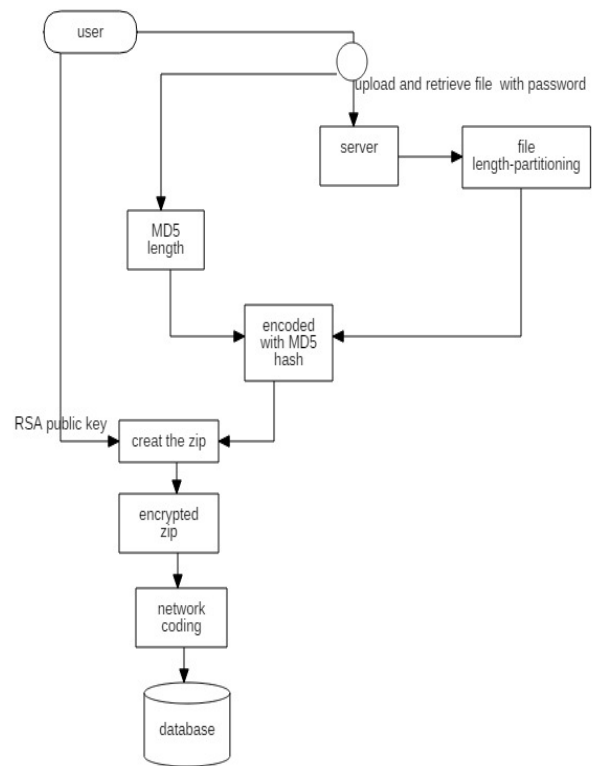 user
upload and retrieve file with password
server
file
length-partitioning
MD5
length
encoded
with MD5
hash
RSA public key
creat the zip
encrypted
zip
network
coding
database